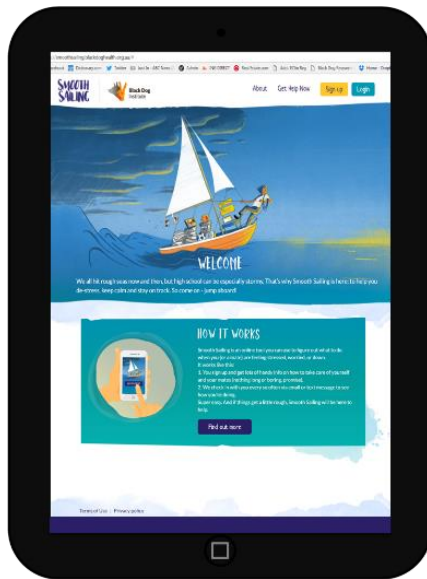 SMOOTH
SAILING
Black Dog
Institute
About Get Help Now Sign up Login
WELCOME
We all hit rough seas now and then, but high school can be especially stormy. That's why Smooth Sailing is here: to help you
de-stress, keep calm and stay on track. So come on - jump aboard!
HOW IT WORKS
Smooth Sailing is an online tool you can use to figure out what to do
when you (or a mate) are feeling stressed, worried, or down.
It works like this:
1. You sign up and get lots of handy info on how to take care of yourself
and your mates (nothing long or boring, promise).
2. We check in with you every so often via email or text message to see
how you're doing.
Super easy. And if things get a little rough, Smooth Sailing will be here to
help.
Find out more
Terms of Use | Privacy policy